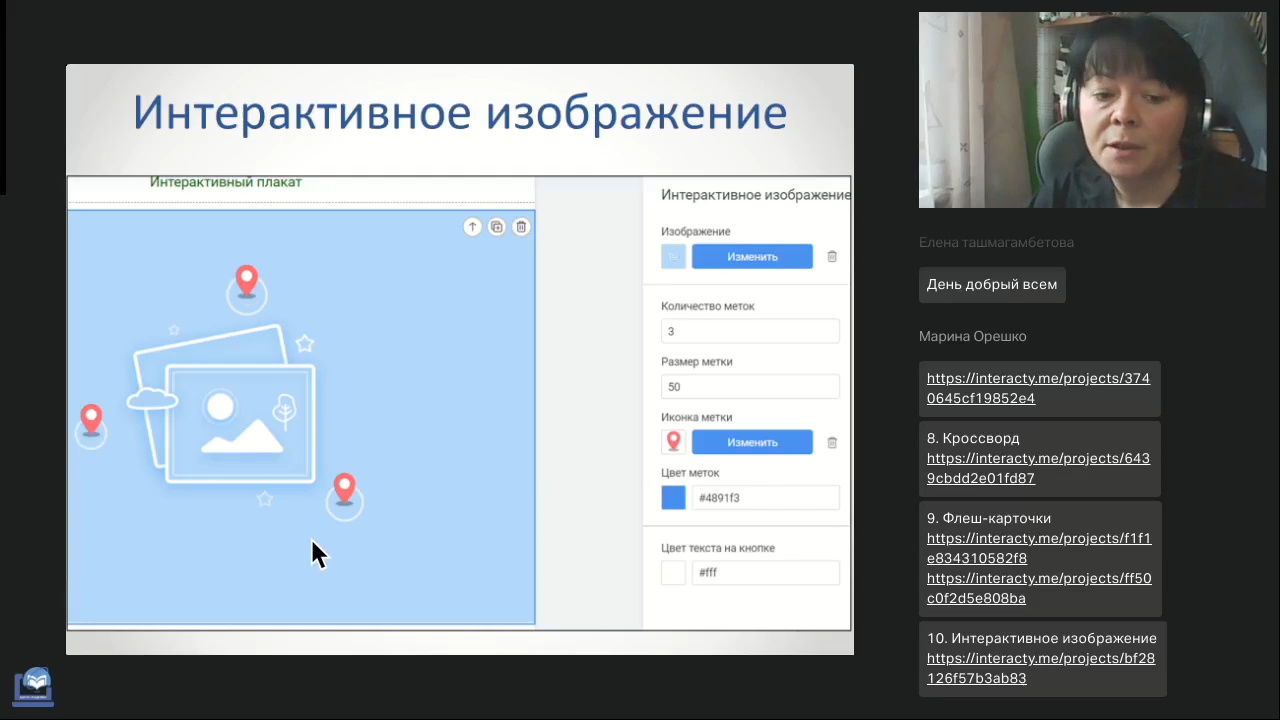 Интерактивное изображение
Интерактивный плакат
Интерактивное изображение
Изображение
Изменить
Количество меток
3
Размер метки
50
Иконка метки
Изменить
Цвет меток
#4891f3
Цвет текста на кнопке
#fff
Елена ташмагамбетова
День добрый всем
Марина Орешко
https://interacty.me/projects/374
0645cf19852e4
8. Кроссворд
https://interacty.me/projects/643
9cbdd2e01fd87
9. Флеш-карточки
https://interacty.me/projects/f1f1
e834310582f8
https://interacty.me/projects/ff50
c0f2d5e808ba
10. Интерактивное изображение
https://interacty.me/projects/bf28
126f57b3ab83